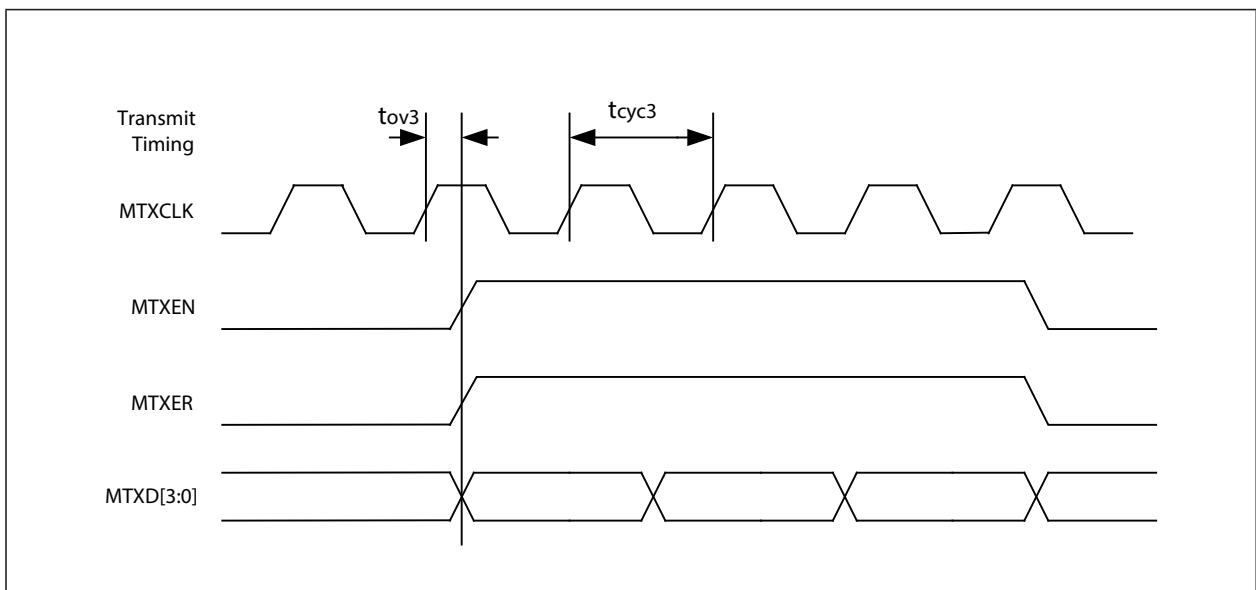 Transmit
Timing
tov3
tcyc3
MTXCLK
MTXEN
MTXER
MTXD[3:0]